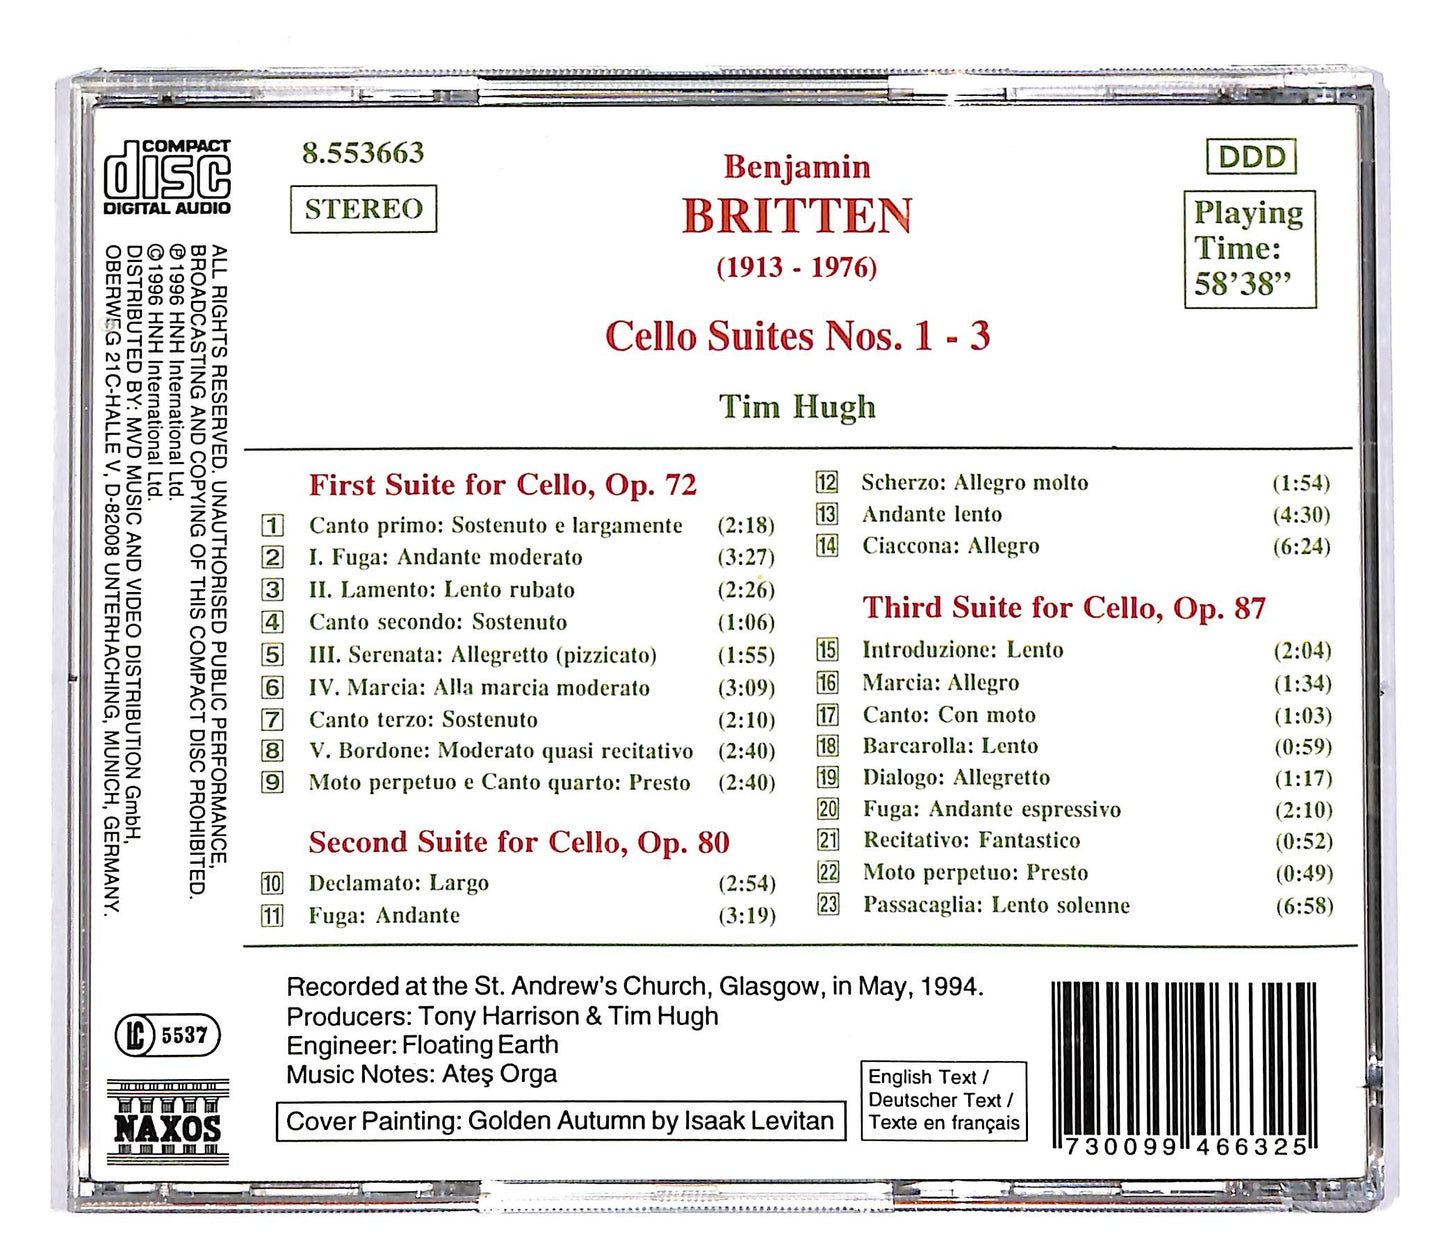 COMPACT
disc
DIGITAL AUDIO
8.553663
STEREO
Benjamin
BRITTEN
(1913 - 1976)
Cello Suites Nos. 1 - 3
Tim Hugh
DDD
Playing
Time:
58’38”
ALL RIGHTS RESERVED. UNAUTHORISED PUBLIC PERFORMANCE,
BROADCASTING AND COPYING OF THIS COMPACT DISC PROHIBITED.
℗ 1996 HNH International Ltd.
© 1996 HNH International Ltd.
DISTRIBUTED BY: MVD MUSIC AND VIDEO DISTRIBUTION GmbH,
OBERWEG 21C-HALLE V, D-82008 UNTERHACHING, MUNICH, GERMANY.
First Suite for Cello, Op. 72
1 Canto primo: Sostenuto e largamente (2:18)
2 I. Fuga: Andante moderato (3:27)
3 II. Lamento: Lento rubato (2:26)
4 Canto secondo: Sostenuto (1:06)
5 III. Serenata: Allegretto (pizzicato) (1:55)
6 IV. Marcia: Alla marcia moderato (3:09)
7 Canto terzo: Sostenuto (2:10)
8 V. Bordone: Moderato quasi recitativo (2:40)
9 Moto perpetuo e Canto quarto: Presto (2:40)
Second Suite for Cello, Op. 80
10 Declamato: Largo (2:54)
11 Fuga: Andante (3:19)
12 Scherzo: Allegro molto (1:54)
13 Andante lento (4:30)
14 Ciaccona: Allegro (6:24)
Third Suite for Cello, Op. 87
15 Introduzione: Lento (2:04)
16 Marcia: Allegro (1:34)
17 Canto: Con moto (1:03)
18 Barcarolla: Lento (0:59)
19 Dialogo: Allegretto (1:17)
20 Fuga: Andante espressivo (2:10)
21 Recitativo: Fantastico (0:52)
22 Moto perpetuo: Presto (0:49)
23 Passacaglia: Lento solenne (6:58)
LC 5537
NAXOS
Recorded at the St. Andrew’s Church, Glasgow, in May, 1994.
Producers: Tony Harrison & Tim Hugh
Engineer: Floating Earth
Music Notes: Ateş Orga
Cover Painting: Golden Autumn by Isaak Levitan
English Text /
Deutscher Text /
Texte en français
730099 466325